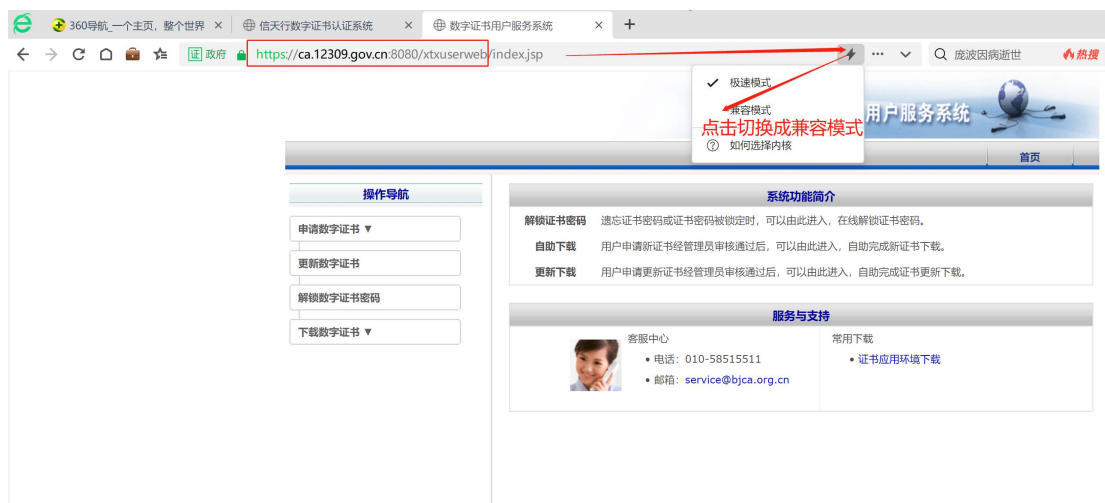 360导航_一个主页，整个世界
信天行数字证书认证系统
数字证书用户服务系统
证 政府 https://ca.12309.gov.cn:8080/xtxuserweb/index.jsp
庞波因病逝世
热搜
极速模式
兼容模式
点击切换成兼容模式
如何选择内核
用户服务系统
首页
操作导航
申请数字证书 ▼
更新数字证书
解锁数字证书密码
下载数字证书 ▼
系统功能简介
解锁证书密码 遗忘证书密码或证书密码被锁定时，可以由此进入，在线解锁证书密码。
自助下载 用户申请新证书经管理员审核通过后，可以由此进入，自助完成新证书下载。
更新下载 用户申请更新证书经管理员审核通过后，可以由此进入，自助完成证书更新下载。
服务与支持
客服中心
• 电话：010-58515511
• 邮箱：service@bjca.org.cn
常用下载
• 证书应用环境下载